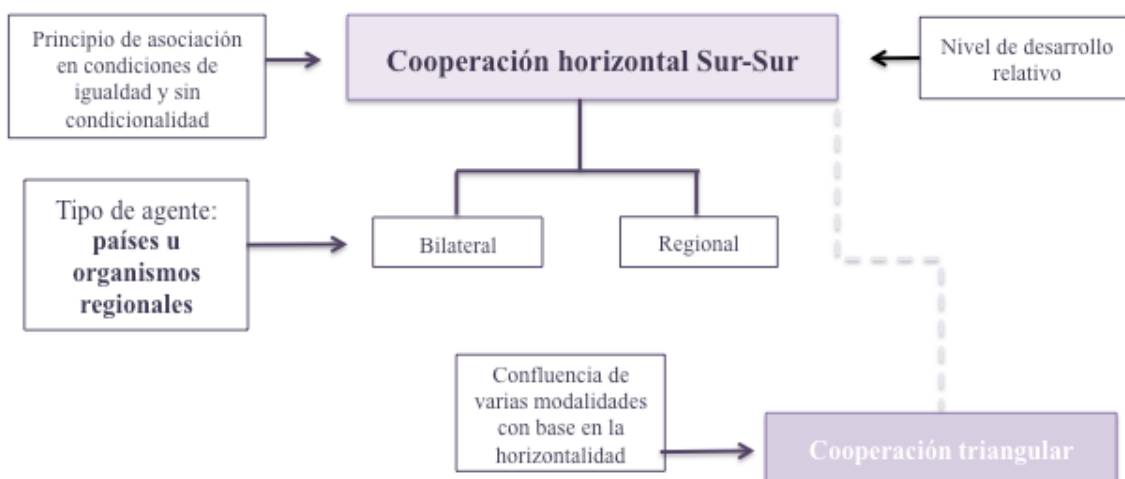 Principio de asociación
en condiciones de
igualdad y sin
condicionalidad
Cooperación horizontal Sur-Sur
Nivel de desarrollo
relativo
Tipo de agente:
países u
organismos
regionales
Bilateral
Regional
Confluencia de
varias modalidades
con base en la
horizontalidad
Cooperación triangular